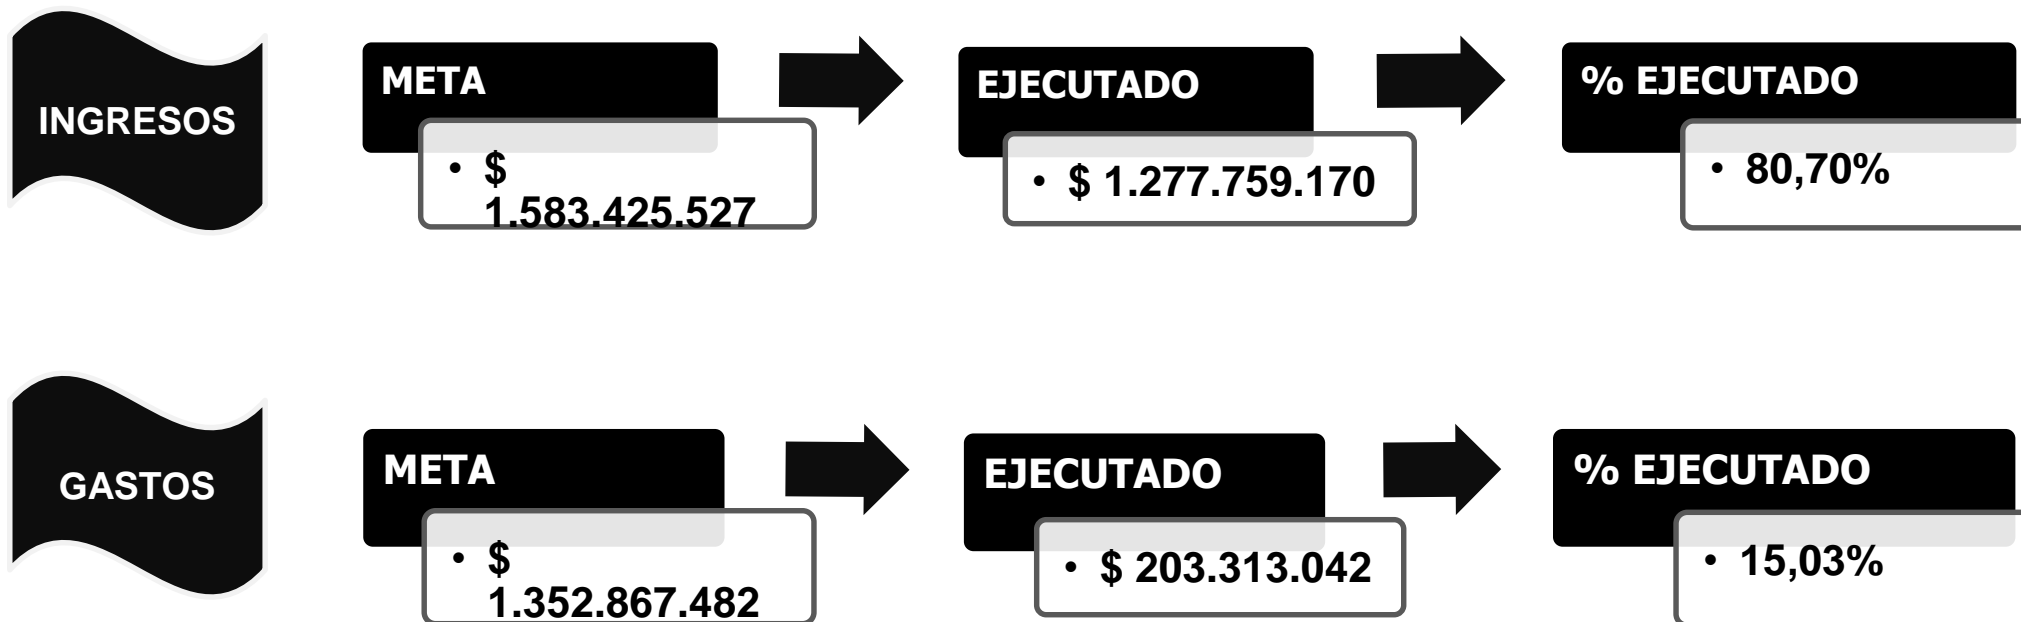 INGRESOS
META
• $
1.583.425.527
EJECUTADO
• $ 1.277.759.170
% EJECUTADO
• 80,70%
GASTOS
META
• $
1.352.867.482
EJECUTADO
• $ 203.313.042
% EJECUTADO
• 15,03%